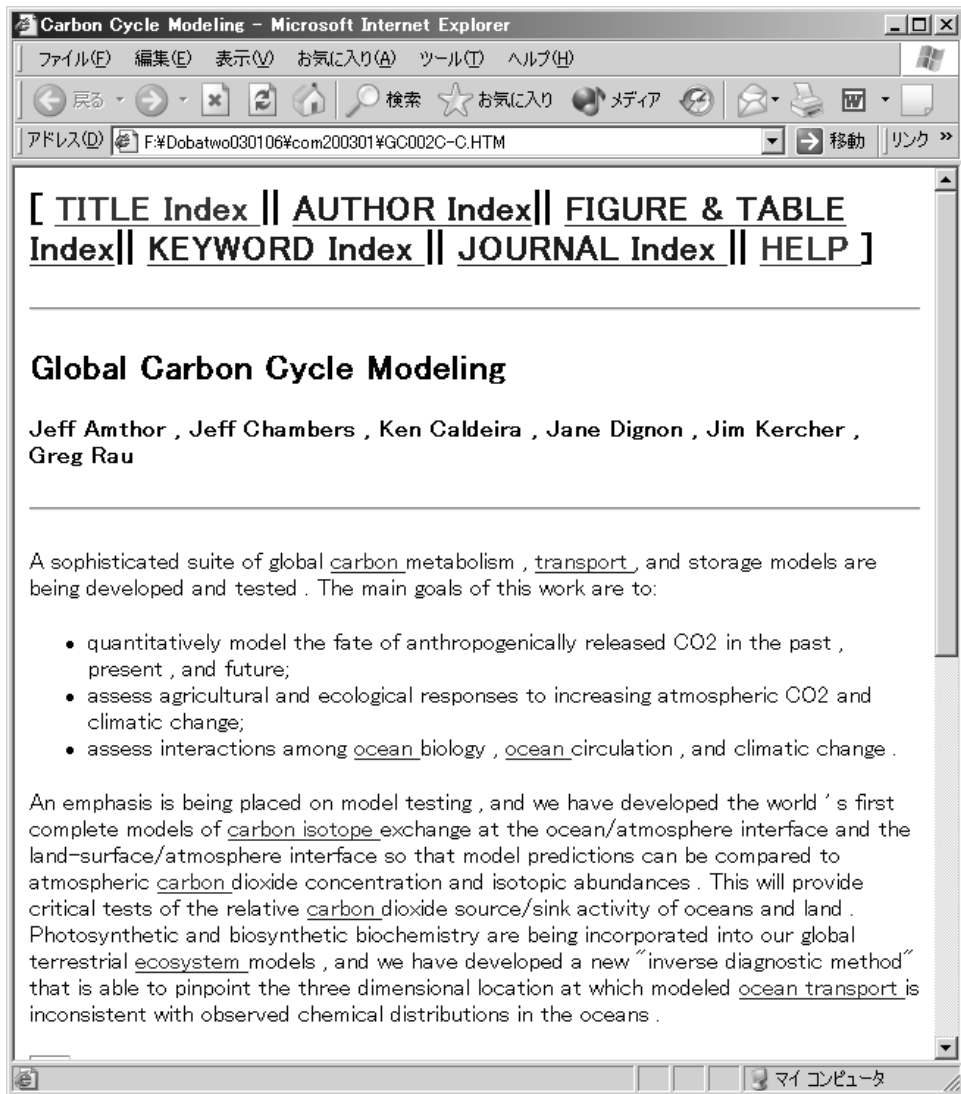 Carbon Cycle Modeling - Microsoft Internet Explorer
ファイル(F) 編集(E) 表示(V) お気に入り(A) ツール(T) ヘルプ(H)
戻る 検索 お気に入り メディア
アドレス(D) F:¥Dobatwo030106¥com200301¥GC002C-C.HTM 移動 リンク »
[ TITLE Index || AUTHOR Index|| FIGURE & TABLE
Index|| KEYWORD Index || JOURNAL Index || HELP ]
Global Carbon Cycle Modeling
Jeff Amthor , Jeff Chambers , Ken Caldeira , Jane Dignon , Jim Kercher ,
Greg Rau
A sophisticated suite of global carbon metabolism , transport , and storage models are
being developed and tested . The main goals of this work are to:
• quantitatively model the fate of anthropogenically released CO2 in the past ,
present , and future;
• assess agricultural and ecological responses to increasing atmospheric CO2 and
climatic change;
• assess interactions among ocean biology , ocean circulation , and climatic change .
An emphasis is being placed on model testing , and we have developed the world ' s first
complete models of carbon isotope exchange at the ocean/atmosphere interface and the
land-surface/atmosphere interface so that model predictions can be compared to
atmospheric carbon dioxide concentration and isotopic abundances . This will provide
critical tests of the relative carbon dioxide source/sink activity of oceans and land .
Photosynthetic and biosynthetic biochemistry are being incorporated into our global
terrestrial ecosystem models , and we have developed a new "inverse diagnostic method"
that is able to pinpoint the three dimensional location at which modeled ocean transport is
inconsistent with observed chemical distributions in the oceans .
マイ コンピュータ